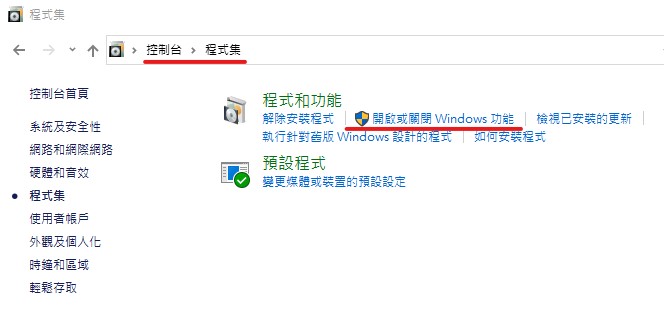 程式集
控制台 程式集
控制台首頁
系統及安全性
網路和網際網路
硬體和音效
程式集
使用者帳戶
外觀及個人化
時鐘和區域
輕鬆存取
程式和功能
解除安裝程式 開啟或關閉 Windows 功能 檢視已安裝的更新
執行針對舊版 Windows 設計的程式 如何安裝程式
預設程式
變更媒體或裝置的預設設定